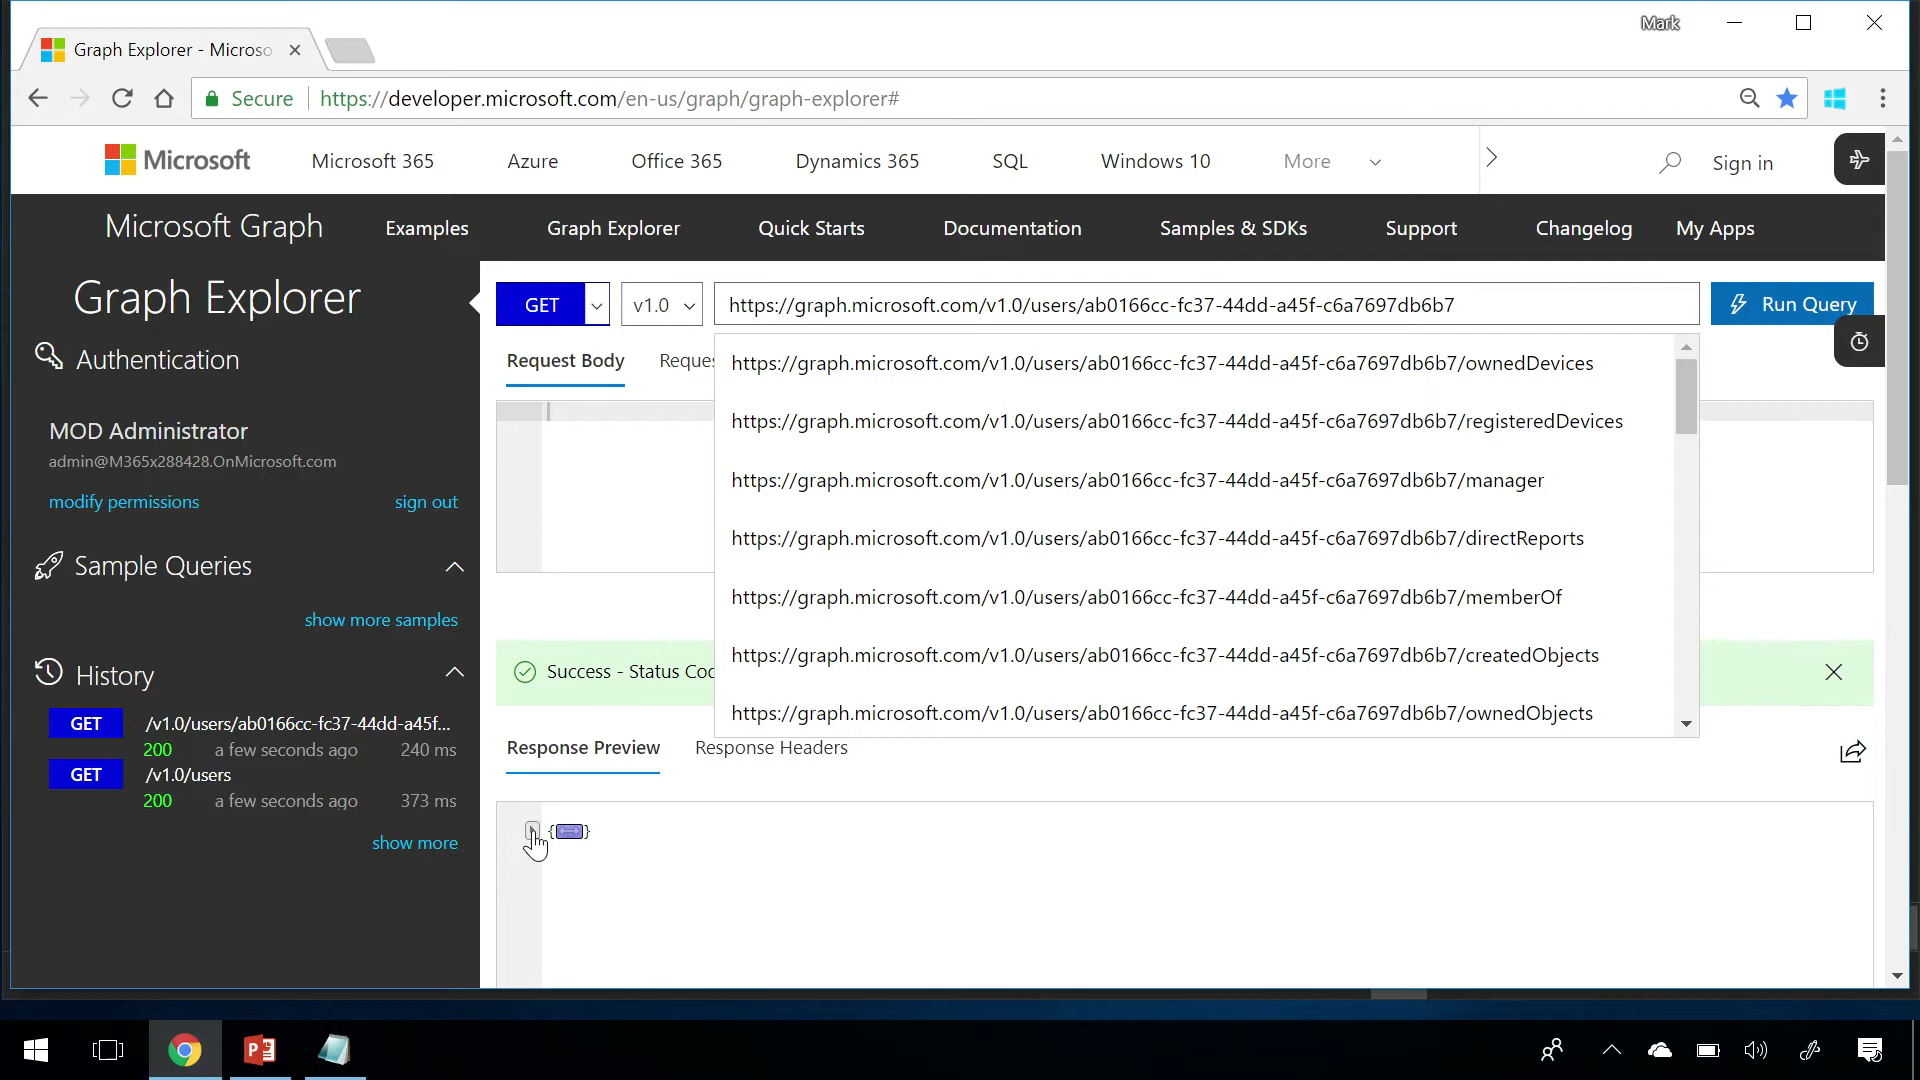 Mark
Graph Explorer - Microso
Secure
https://developer.microsoft.com/en-us/graph/graph-explorer#
Microsoft
Microsoft 365
Azure
Office 365
Dynamics 365
SQL
Windows 10
More
Sign in
Microsoft Graph
Examples
Graph Explorer
Quick Starts
Documentation
Samples & SDKs
Support
Changelog
My Apps
Graph Explorer
Authentication
MOD Administrator
admin@M365x288428.OnMicrosoft.com
modify permissions
sign out
Sample Queries
show more samples
History
GET /v1.0/users/ab0166cc-fc37-44dd-a45f...
200 a few seconds ago 240 ms
GET /v1.0/users
200 a few seconds ago 373 ms
show more
GET
v1.0
https://graph.microsoft.com/v1.0/users/ab0166cc-fc37-44dd-a45f-c6a7697db6b7
Run Query
Request Body
Reques
https://graph.microsoft.com/v1.0/users/ab0166cc-fc37-44dd-a45f-c6a7697db6b7/ownedDevices
https://graph.microsoft.com/v1.0/users/ab0166cc-fc37-44dd-a45f-c6a7697db6b7/registeredDevices
https://graph.microsoft.com/v1.0/users/ab0166cc-fc37-44dd-a45f-c6a7697db6b7/manager
https://graph.microsoft.com/v1.0/users/ab0166cc-fc37-44dd-a45f-c6a7697db6b7/directReports
https://graph.microsoft.com/v1.0/users/ab0166cc-fc37-44dd-a45f-c6a7697db6b7/memberOf
https://graph.microsoft.com/v1.0/users/ab0166cc-fc37-44dd-a45f-c6a7697db6b7/createdObjects
https://graph.microsoft.com/v1.0/users/ab0166cc-fc37-44dd-a45f-c6a7697db6b7/ownedObjects
Success - Status Coc
Response Preview
Response Headers
{}